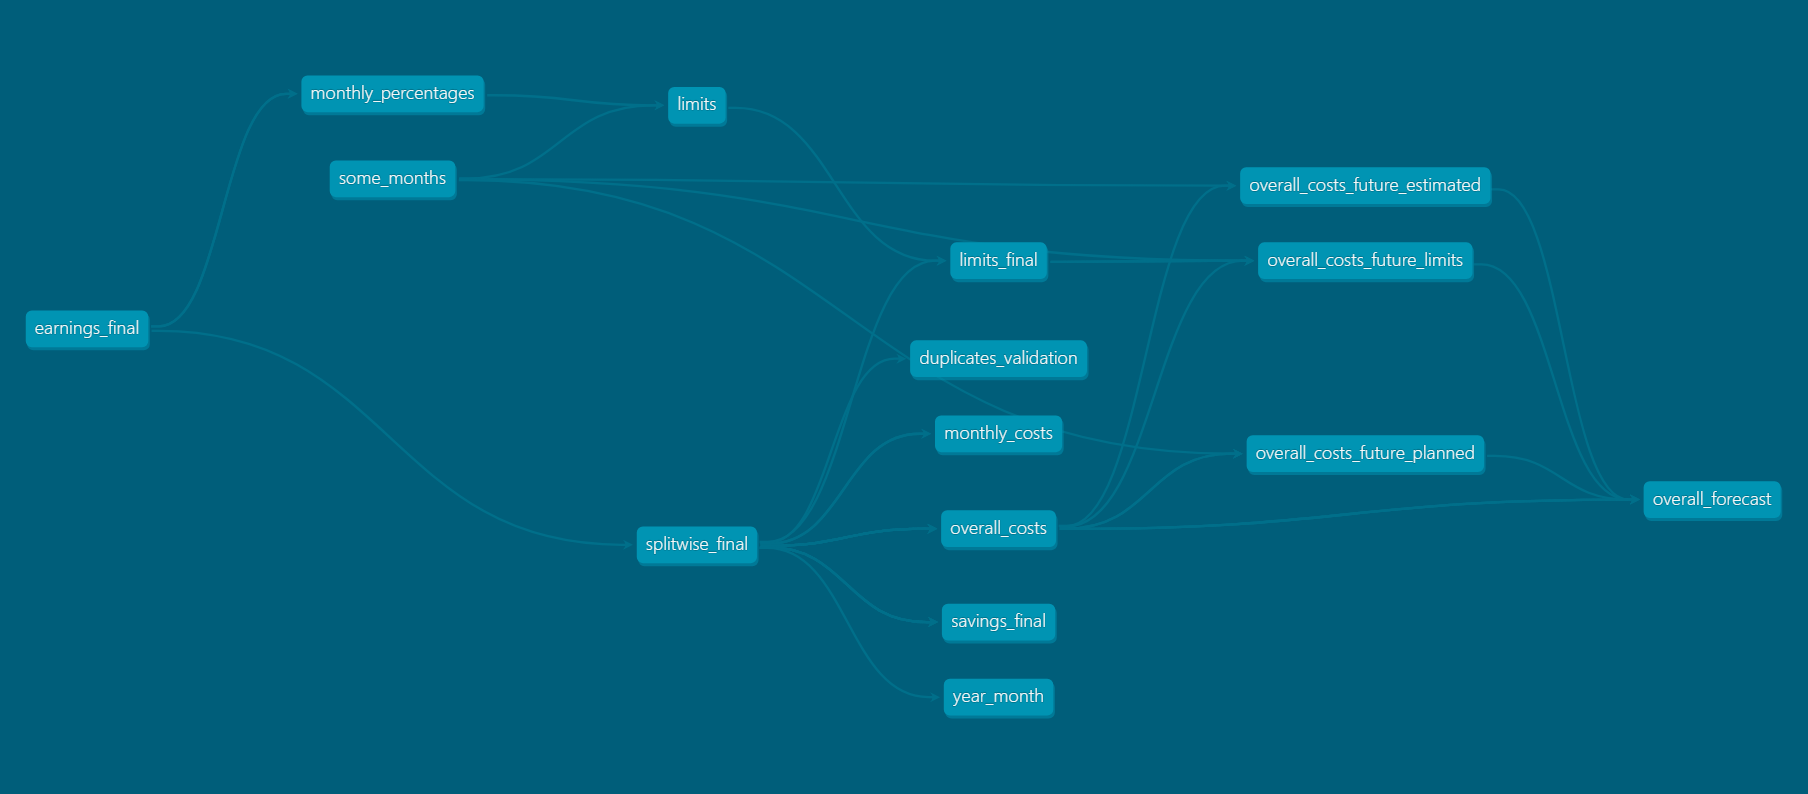 monthly_percentages
limits
some_months
overall_costs_future_estimated
limits_final
overall_costs_future_limits
earnings_final
duplicates_validation
monthly_costs
overall_costs_future_planned
overall_forecast
overall_costs
splitwise_final
savings_final
year_month